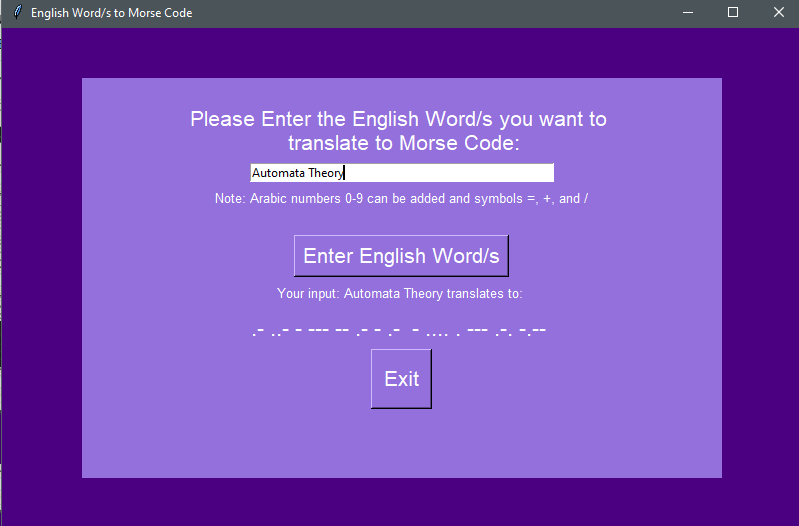 English Word/s to Morse Code
Please Enter the English Word/s you want to
translate to Morse Code:
Automata Theory
Note: Arabic numbers 0-9 can be added and symbols =, +, and /
Enter English Word/s
Your input: Automata Theory translates to:
.- ..- - --- -- .- - .-  - .... . --- .-. -.--
Exit